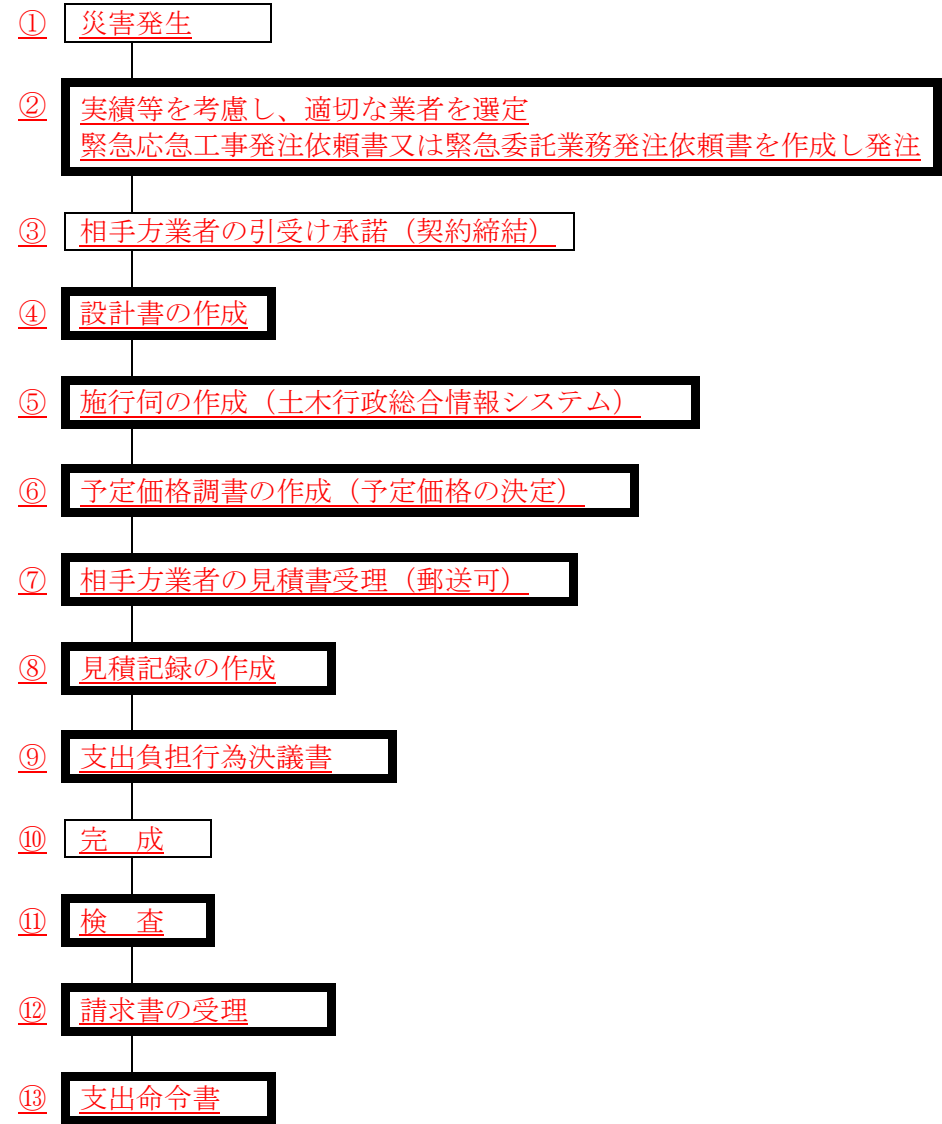 ① 災害発生
② 実績等を考慮し、適切な業者を選定
緊急応急工事発注依頼書又は緊急委託業務発注依頼書を作成し発注
③ 相手方業者の引受け承諾（契約締結）
④ 設計書の作成
⑤ 施行伺の作成（土木行政総合情報システム）
⑥ 予定価格調書の作成（予定価格の決定）
⑦ 相手方業者の見積書受理（郵送可）
⑧ 見積記録の作成
⑨ 支出負担行為決議書
⑩ 完　成
⑪ 検　査
⑫ 請求書の受理
⑬ 支出命令書